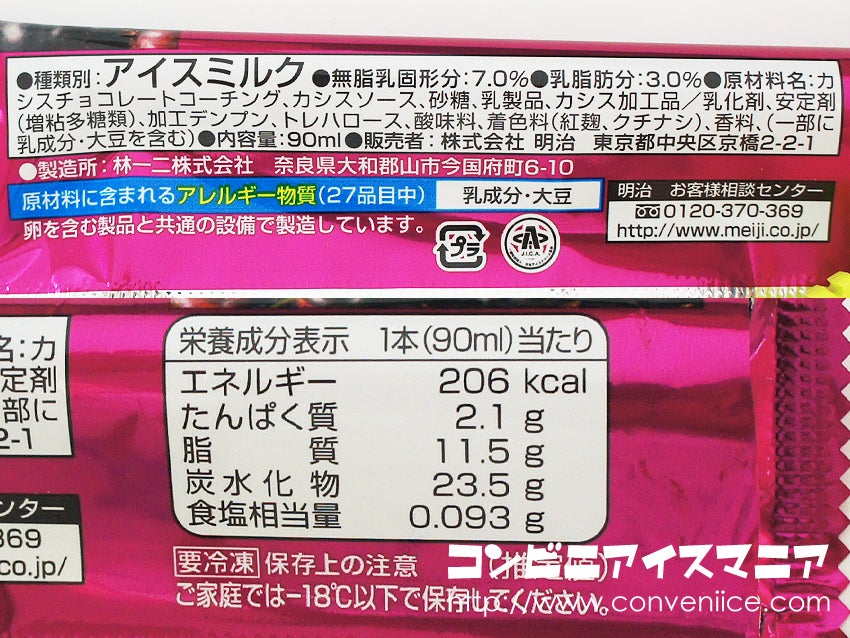 ●種類別:アイスミルク ●無脂乳固形分:7.0%●乳脂肪分:3.0%●原材料名:カ
シスチョコレートコーチング、カシスソース、砂糖、乳製品、カシス加工品／乳化剤、安定剤
(増粘多糖類)、加工デンプン、トレハロース、酸味料、着色料(紅麹、クチナシ)、香料、(一部に
乳成分・大豆を含む)●内容量:90ml●販売者:株式会社 明治 東京都中央区京橋2-2-1
●製造所:林一二株式会社 奈良県大和郡山市今国府町6-10
原材料に含まれるアレルギー物質(27品目中) 乳成分・大豆
卵を含む製品と共通の設備で製造しています。
プラ
J.I.C.A.
明治 お客様相談センター
0120-370-369
http://www.meiji.co.jp/
名:カ
定剤
部に
2-1
ンター
369
co.jp/
栄養成分表示 1本(90ml)当たり
エネルギー 206 kcal
たんぱく質 2.1 g
脂質 11.5 g
炭水化物 23.5 g
食塩相当量 0.093 g
要冷凍 保存上の注意
ご家庭では-18℃以下で保存してください。
コンビニアイスマニア
http://www.conveniice.com/